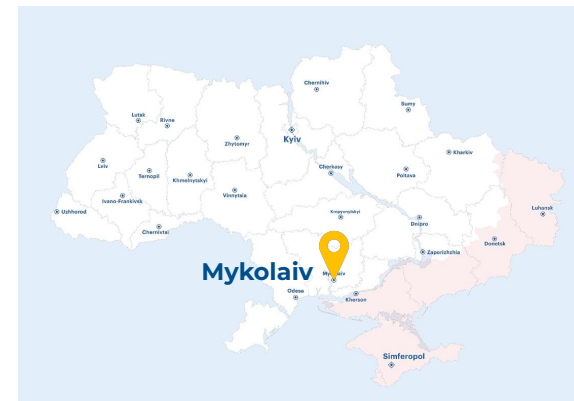 Chernihiv
Sumy
Lutsk
Rivne
Kyiv
Zhytomyr
Kharkiv
Lviv
Cherkasy
Poltava
Ternopil
Khmelnytskyi
Ivano-Frankivsk
Vinnytsia
Luhansk
Uzhhorod
Kropyvnytskyi
Dnipro
Chernivtsi
Donetsk
Zaporizhzhia
Mykolaiv
Mykolaiv
Odesa
Kherson
Simferopol